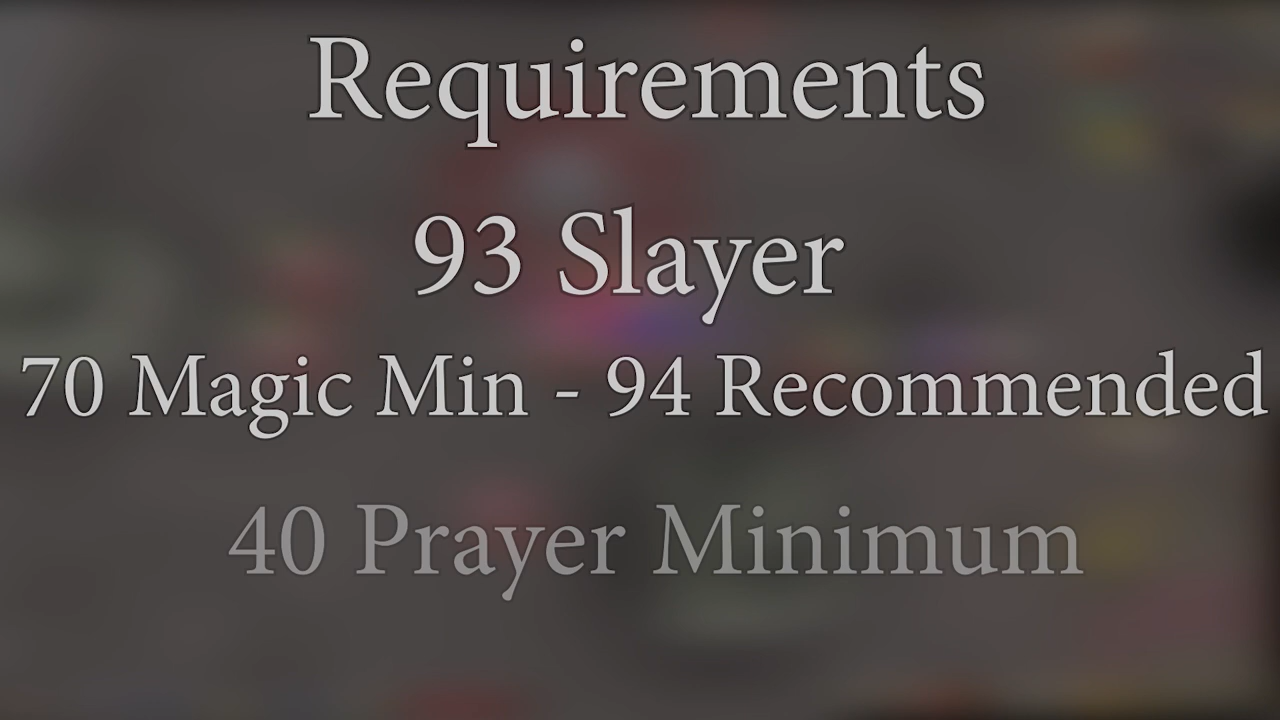 Requirements
93 Slayer
70 Magic Min - 94 Recommended
40 Prayer Minimum